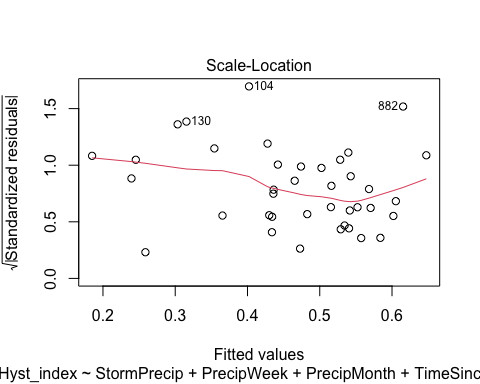 Scale-Location
√|Standardized residuals|
1.5
1.0
0.5
0.0
104
882
130
0.2 0.3 0.4 0.5 0.6
Fitted values
Hyst_index ~ StormPrecip + PrecipWeek + PrecipMonth + TimeSinc